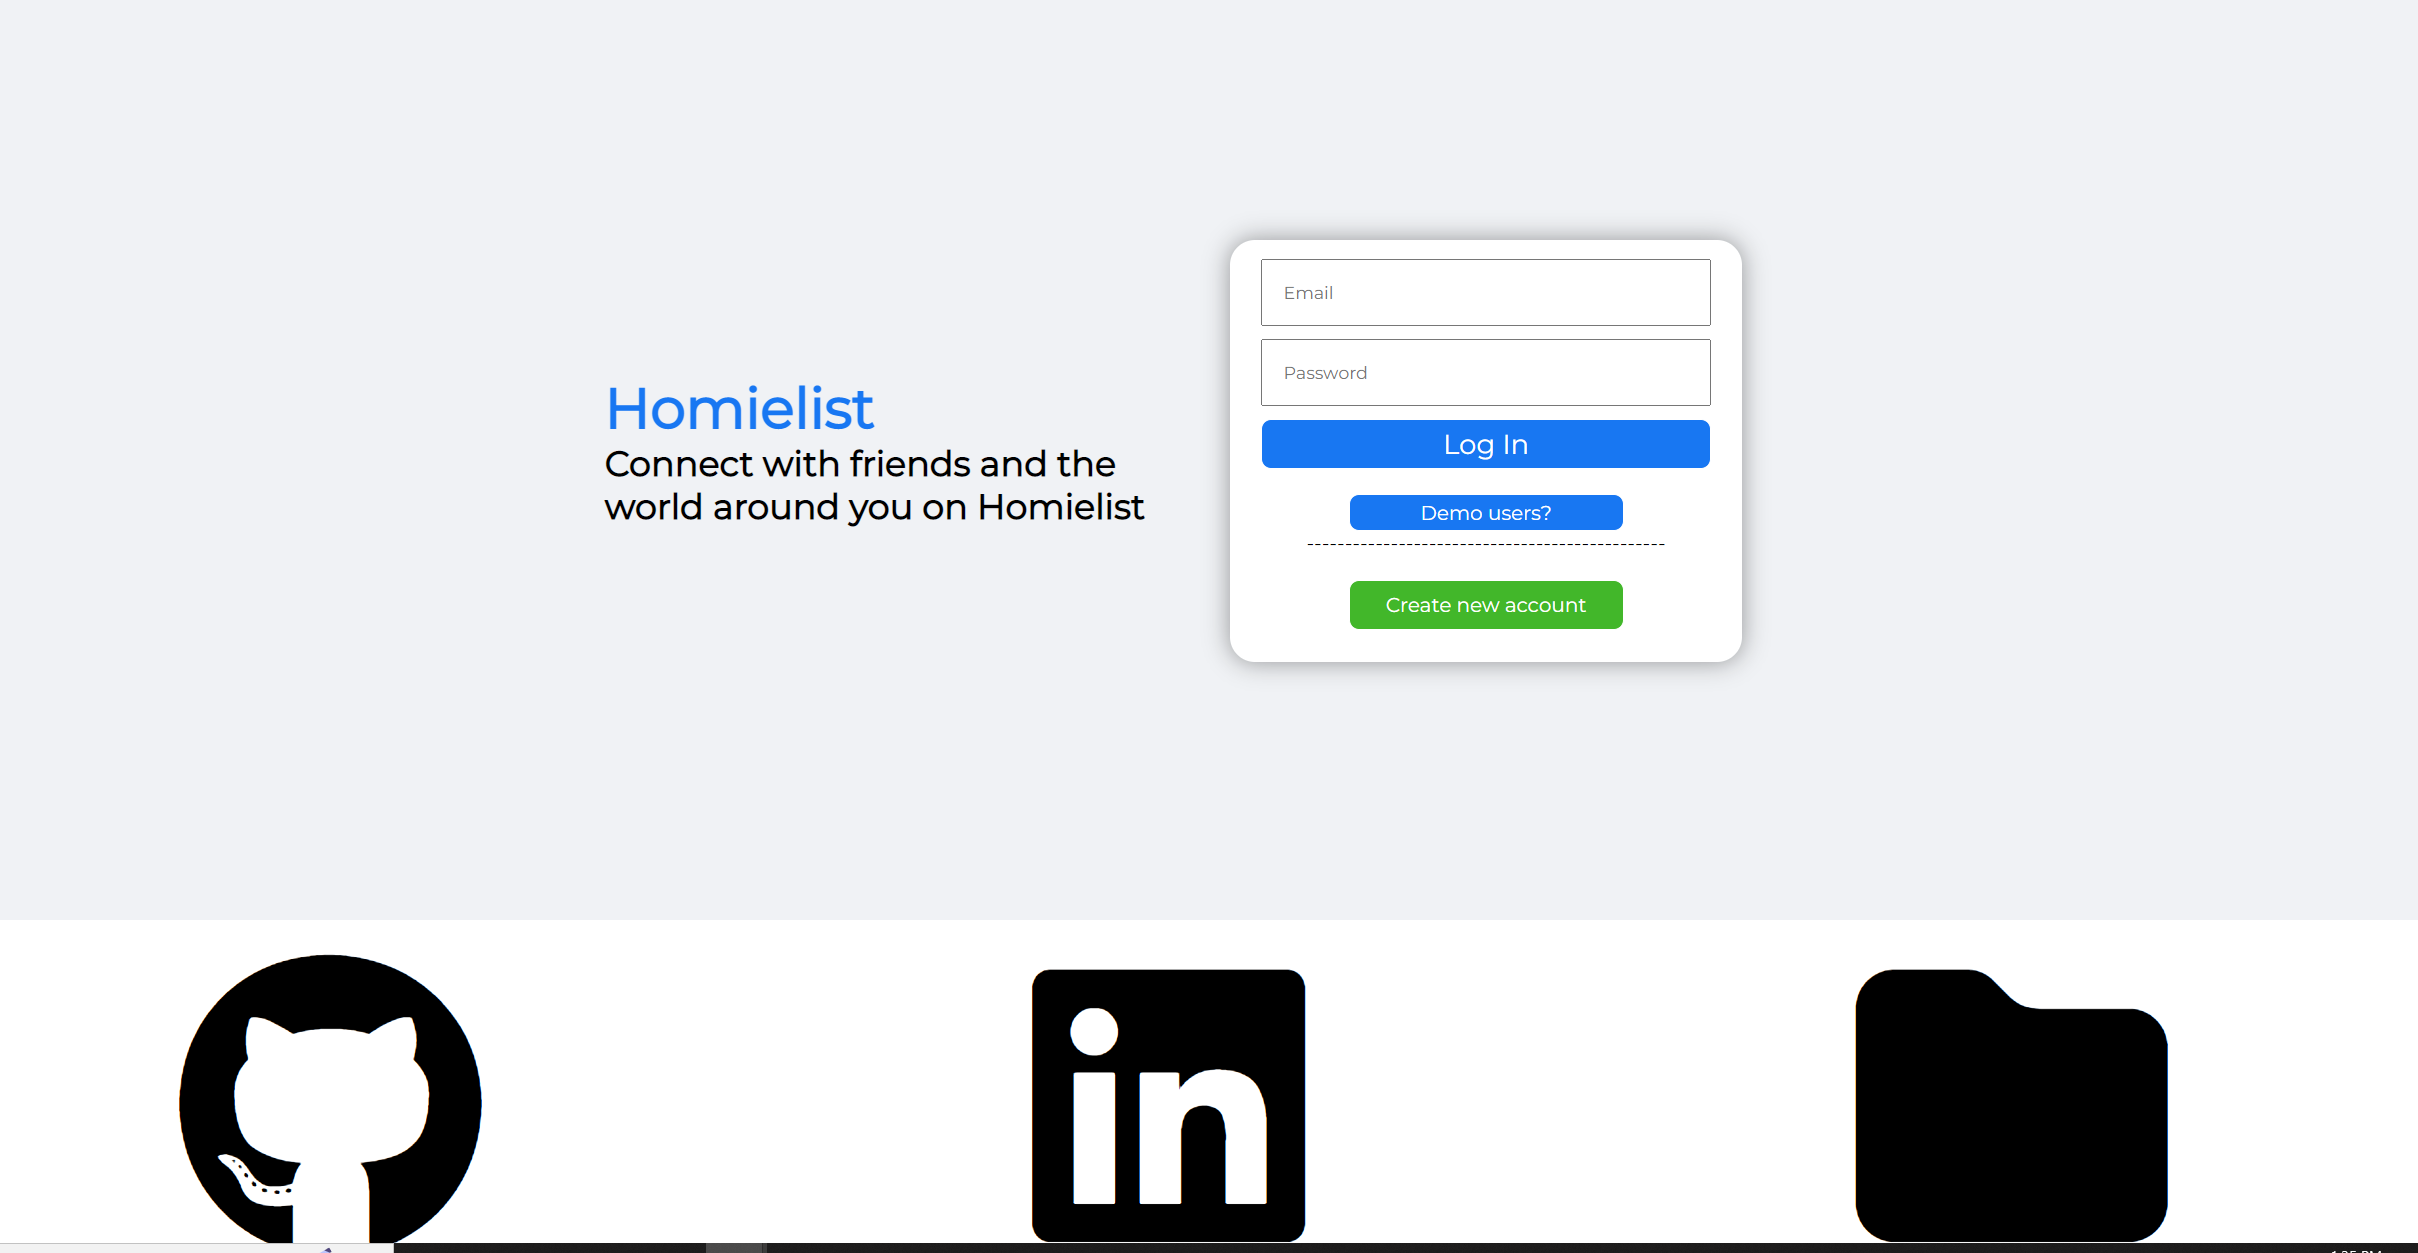 Homielist
Connect with friends and the
world around you on Homielist
Email
Password
Log In
Demo users?
-----------------------------------------------
Create new account
in